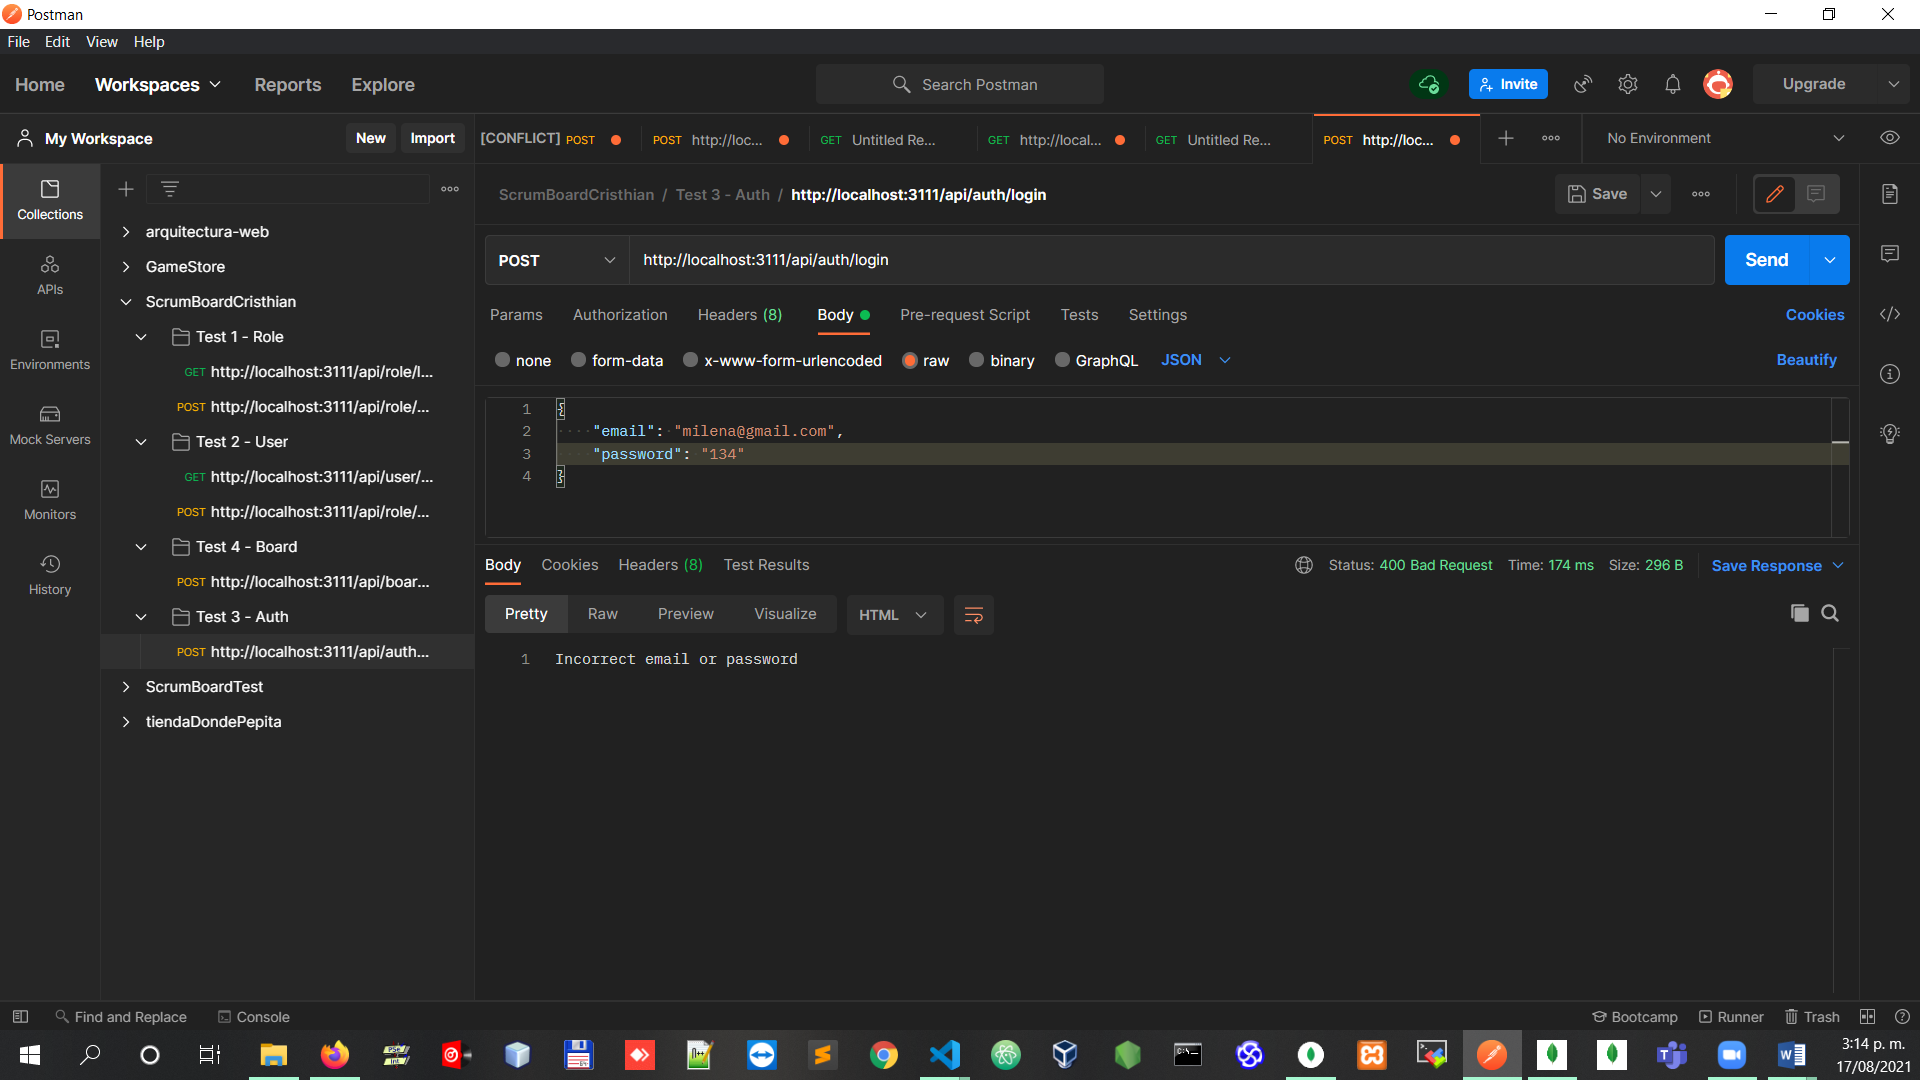 Postman
File Edit View Help
Home Workspaces Reports Explore
Search Postman
Invite
Upgrade
My Workspace
New Import
[CONFLICT] POST
POST http://loc...
GET Untitled Re...
GET http://local...
GET Untitled Re...
POST http://loc...
No Environment
Collections
APIs
Environments
Mock Servers
Monitors
History
arquitectura-web
GameStore
ScrumBoardCristhian
Test 1 - Role
GET http://localhost:3111/api/role/l...
POST http://localhost:3111/api/role/...
Test 2 - User
GET http://localhost:3111/api/user/...
POST http://localhost:3111/api/role/...
Test 4 - Board
POST http://localhost:3111/api/boar...
Test 3 - Auth
POST http://localhost:3111/api/auth...
ScrumBoardTest
tiendaDondePepita
ScrumBoardCristhian / Test 3 - Auth / http://localhost:3111/api/auth/login
Save
POST http://localhost:3111/api/auth/login
Send
Params Authorization Headers (8) Body Pre-request Script Tests Settings
Cookies
none form-data x-www-form-urlencoded raw binary GraphQL JSON
Beautify
1 {
2 "email": "milena@gmail.com",
3 "password": "134"
4 }
Body Cookies Headers (8) Test Results
Status: 400 Bad Request Time: 174 ms Size: 296 B
Save Response
Pretty Raw Preview Visualize HTML
1 Incorrect email or password
Find and Replace Console
Bootcamp Runner Trash
3:14 p. m.
17/08/2021